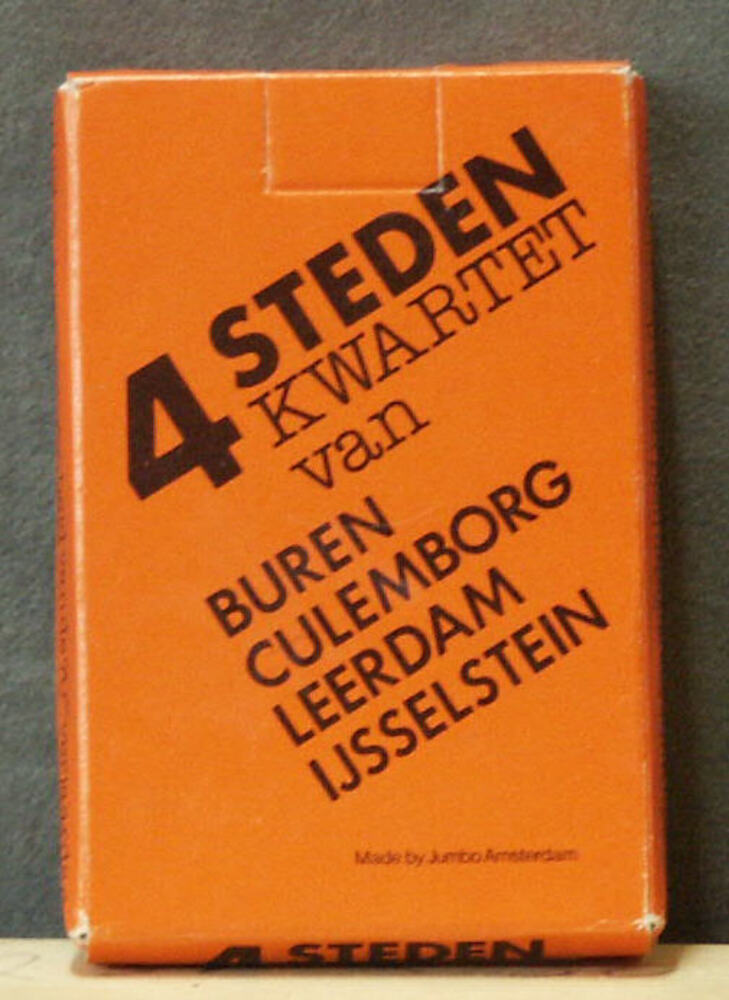 4 STEDEN
KWARTET
van
BUREN
CULEMBORG
LEERDAM
IJSSELSTEIN
Made by Jumbo Amsterdam
4 STEDEN